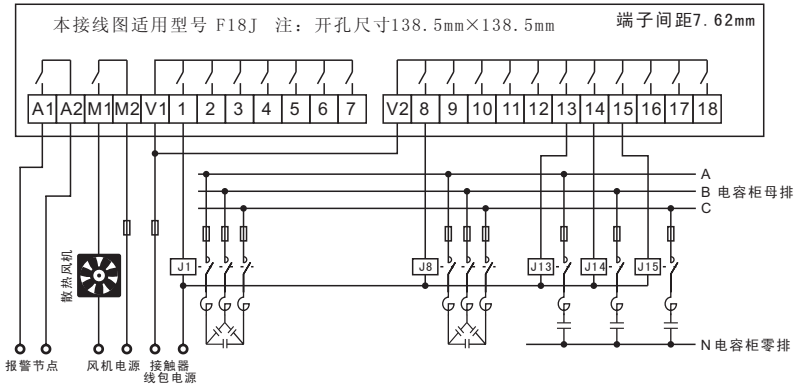 本接线图适用型号 F18J 注: 开孔尺寸138.5mm×138.5mm
端子间距7.62mm
A1 A2 M1 M2 V1 1 2 3 4 5 6 7
V2 8 9 10 11 12 13 14 15 16 17 18
A
B 电容柜母排
C
散热风机
J1
J8
J13
J14
J15
N电容柜零排
报警节点
风机电源
接触器
线包电源